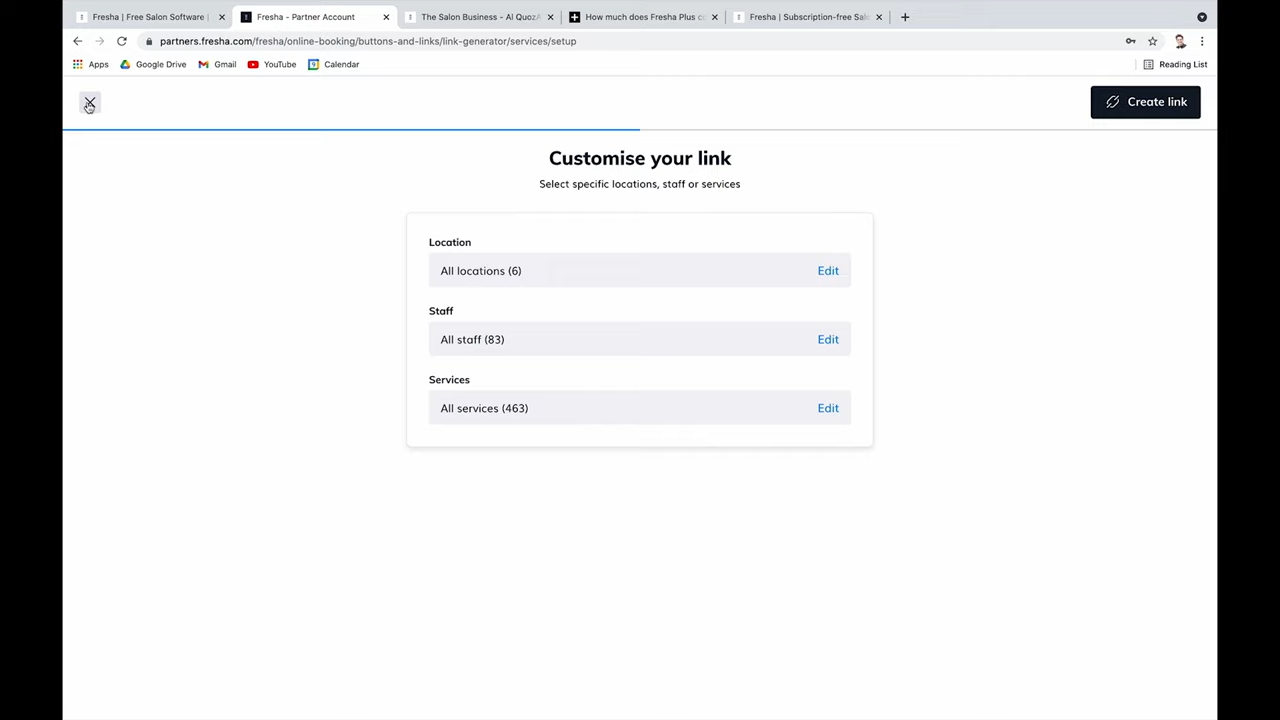 Fresha | Free Salon Software |
Fresha - Partner Account
The Salon Business - Al Quoz
How much does Fresha Plus c
Fresha | Subscription-free Sal
partners.fresha.com/fresha/online-booking/buttons-and-links/link-generator/services/setup
Apps
Google Drive
Gmail
YouTube
Calendar
Reading List
Create link
Customise your link
Select specific locations, staff or services
Location
All locations (6)
Edit
Staff
All staff (83)
Edit
Services
All services (463)
Edit